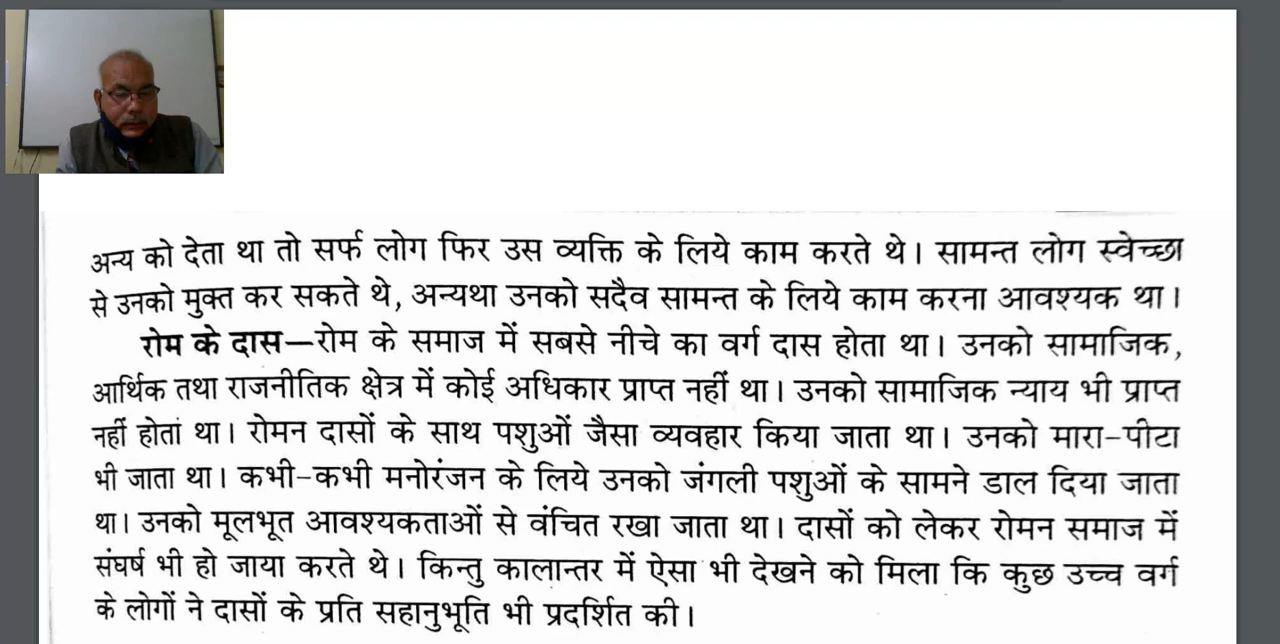 अन्य को देता था तो सर्फ लोग फिर उस व्यक्ति के लिये काम करते थे। सामन्त लोग स्वेच्छा
से उनको मुक्त कर सकते थे, अन्यथा उनको सदैव सामन्त के लिये काम करना आवश्यक था।
रोम के दास—रोम के समाज में सबसे नीचे का वर्ग दास होता था। उनको सामाजिक,
आर्थिक तथा राजनीतिक क्षेत्र में कोई अधिकार प्राप्त नहीं था। उनको सामाजिक न्याय भी प्राप्त
नहीं होता था। रोमन दासों के साथ पशुओं जैसा व्यवहार किया जाता था। उनको मारा-पीटा
भी जाता था। कभी-कभी मनोरंजन के लिये उनको जंगली पशुओं के सामने डाल दिया जाता
था। उनको मूलभूत आवश्यकताओं से वंचित रखा जाता था। दासों को लेकर रोमन समाज में
संघर्ष भी हो जाया करते थे। किन्तु कालान्तर में ऐसा भी देखने को मिला कि कुछ उच्च वर्ग
के लोगों ने दासों के प्रति सहानुभूति भी प्रदर्शित की।